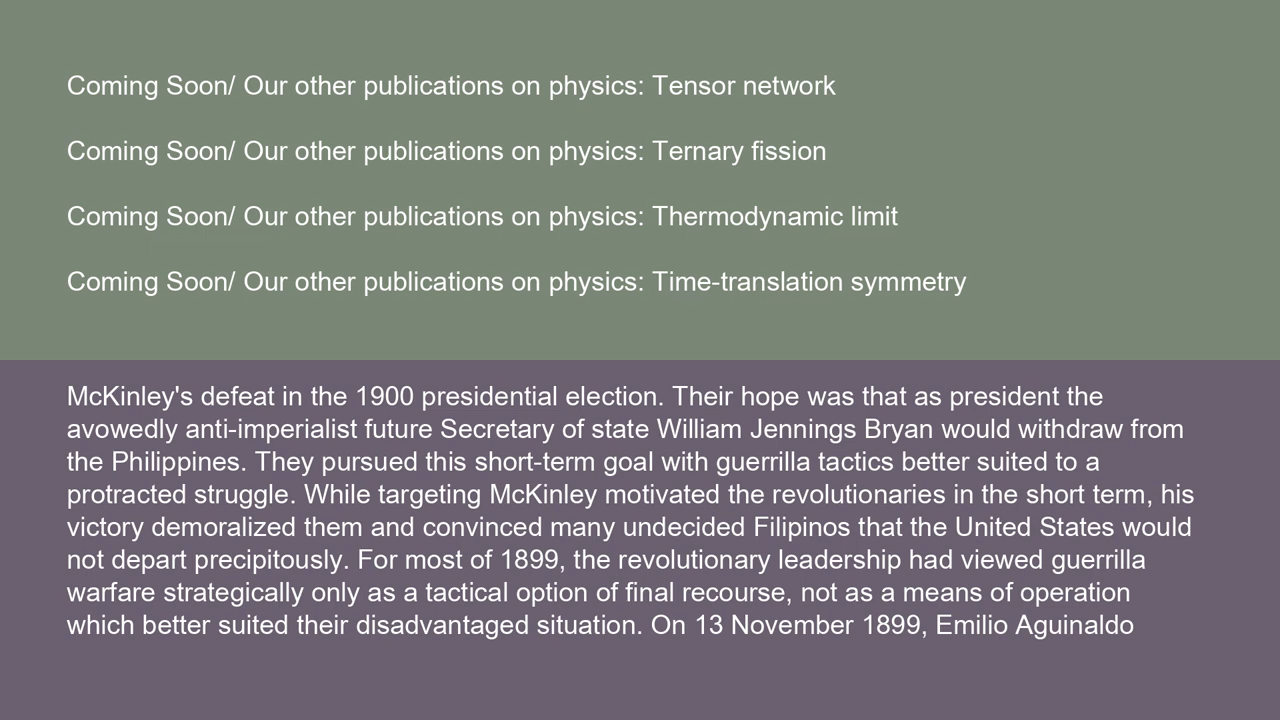 Coming Soon/ Our other publications on physics: Tensor network
Coming Soon/ Our other publications on physics: Ternary fission
Coming Soon/ Our other publications on physics: Thermodynamic limit
Coming Soon/ Our other publications on physics: Time-translation symmetry
McKinley's defeat in the 1900 presidential election. Their hope was that as president the
avowedly anti-imperialist future Secretary of state William Jennings Bryan would withdraw from
the Philippines. They pursued this short-term goal with guerrilla tactics better suited to a
protracted struggle. While targeting McKinley motivated the revolutionaries in the short term, his
victory demoralized them and convinced many undecided Filipinos that the United States would
not depart precipitously. For most of 1899, the revolutionary leadership had viewed guerrilla
warfare strategically only as a tactical option of final recourse, not as a means of operation
which better suited their disadvantaged situation. On 13 November 1899, Emilio Aguinaldo